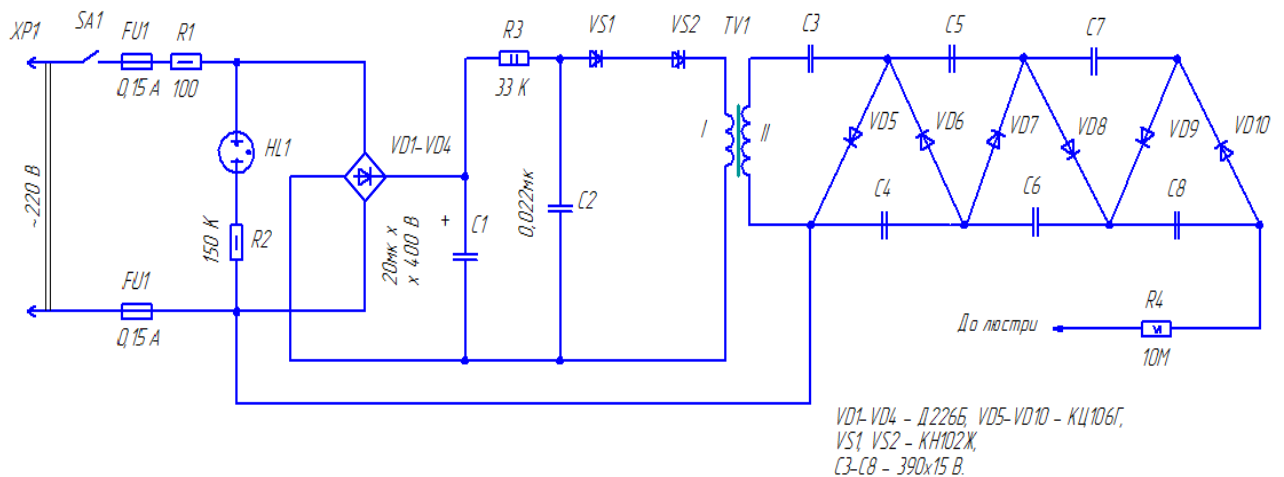 XP1
SA1
FU1
R1
0,15 А
100
HL1
~220 В
150 К
R2
FU1
0,15 А
VD1-VD4
R3
33 К
VS1
VS2
TV1
I
II
+
C1
20мк х
х 400 В
C2
0,022мк
C3
C5
C7
VD5
VD6
VD7
VD8
VD9
VD10
C4
C6
C8
До люстри
R4
10М
VD1-VD4 - Д226Б, VD5-VD10 - КЦ106Г,
VS1, VS2 - КН102Ж,
C3-C8 - 390х15 В.